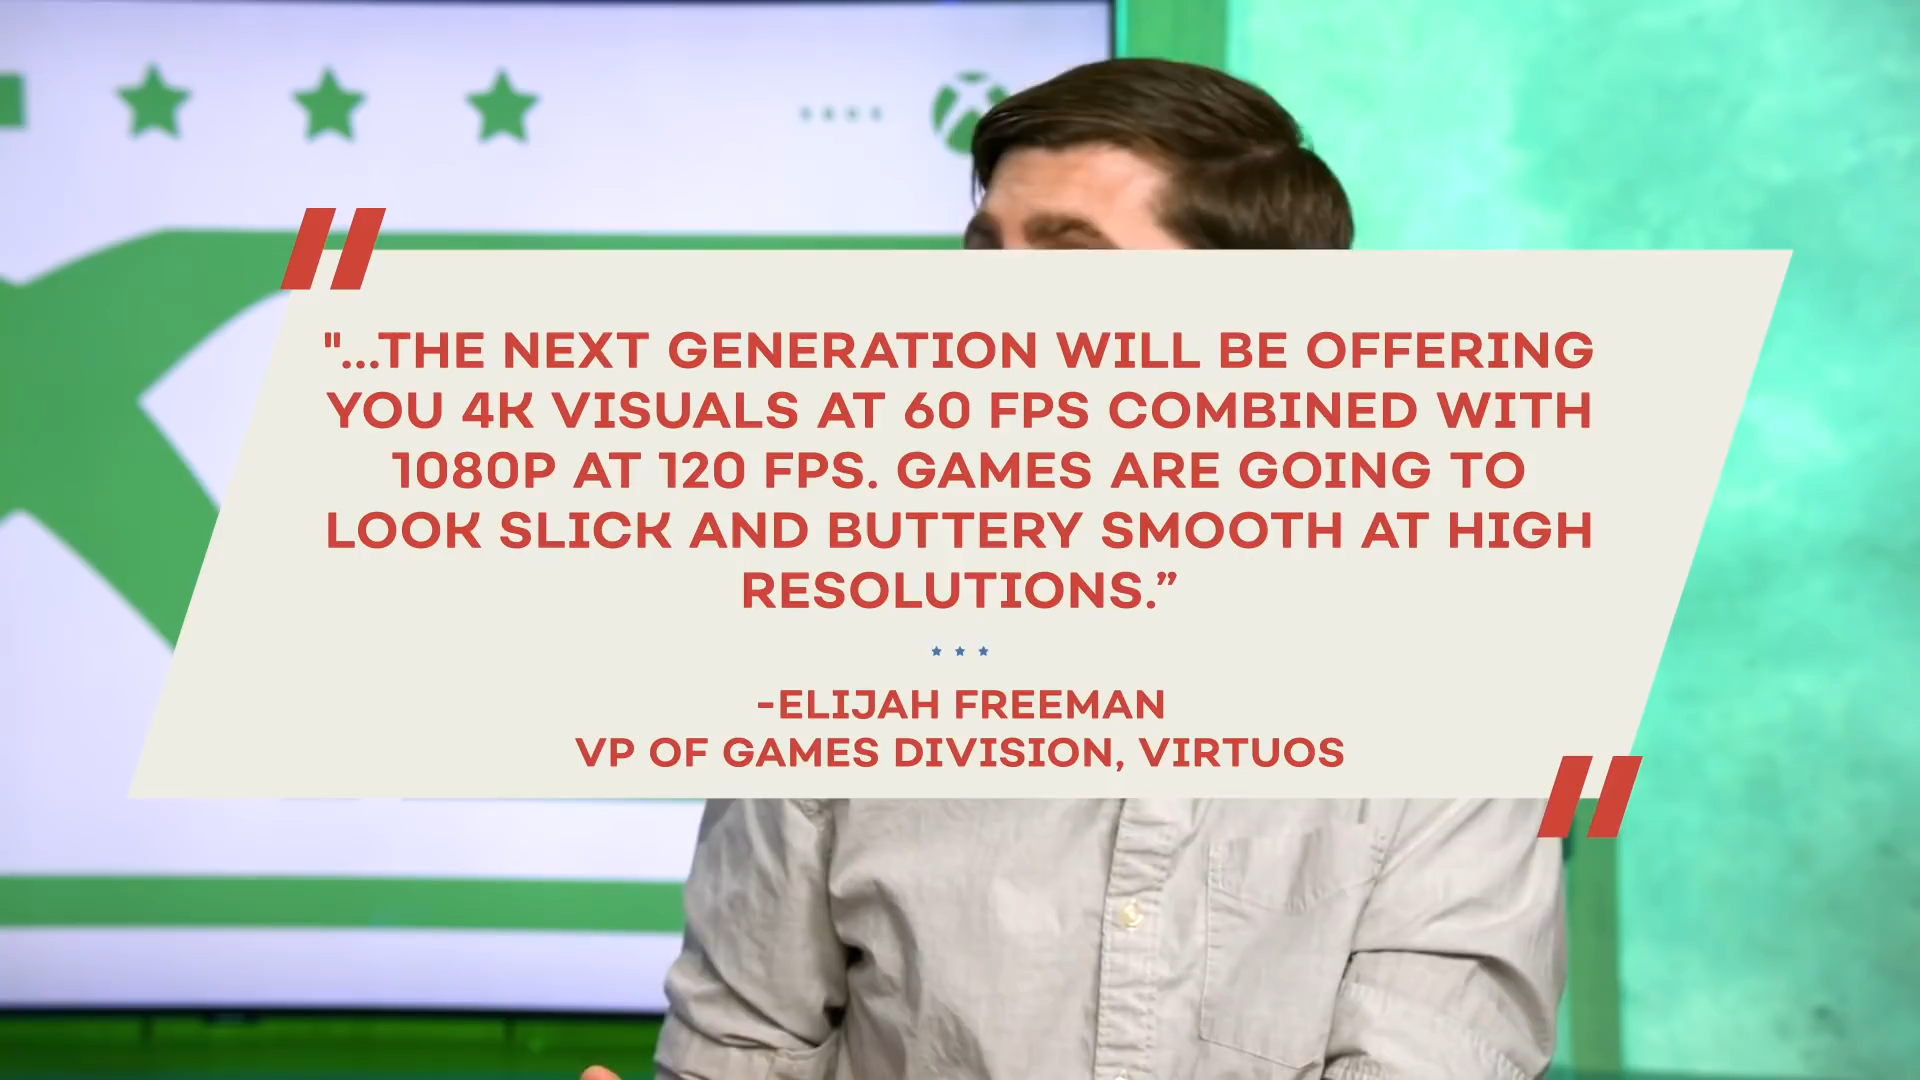 "...THE NEXT GENERATION WILL BE OFFERING
YOU 4K VISUALS AT 60 FPS COMBINED WITH
1080P AT 120 FPS. GAMES ARE GOING TO
LOOK SLICK AND BUTTERY SMOOTH AT HIGH
RESOLUTIONS.”
-ELIJAH FREEMAN
VP OF GAMES DIVISION, VIRTUOS